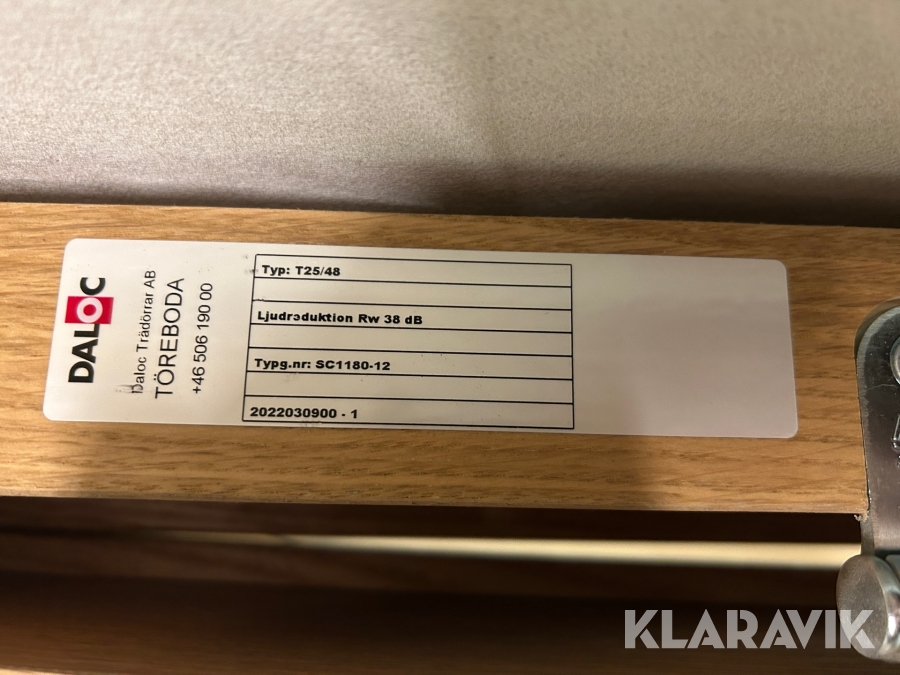 DALOC
Daloc Trädörrar AB
TÖREBODA
+46 506 190 00
Typ: T25/48
Ljudreduktion Rw 38 dB
Typg.nr: SC1180-12
2022030900 - 1
KLARAVIK